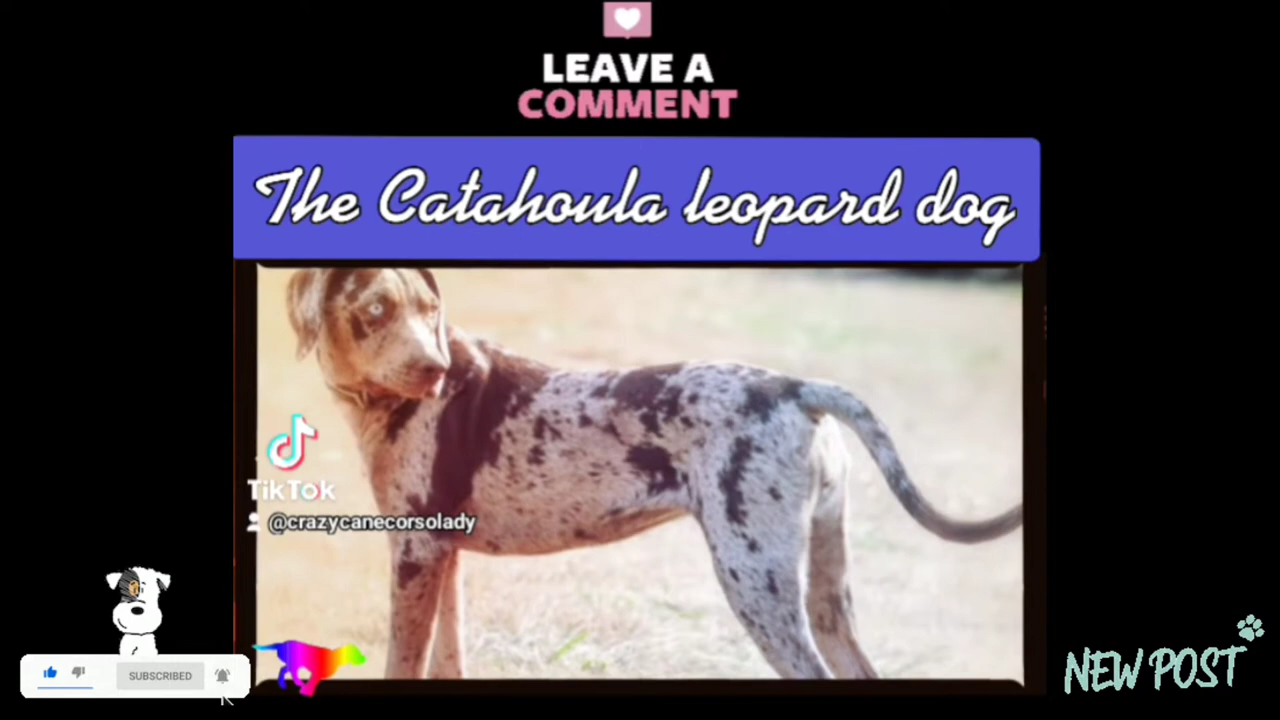 LEAVE A
COMMENT
The Catahoula leopard dog
TikTok
@crazycanecorsolady
SUBSCRIBED
NEW POST